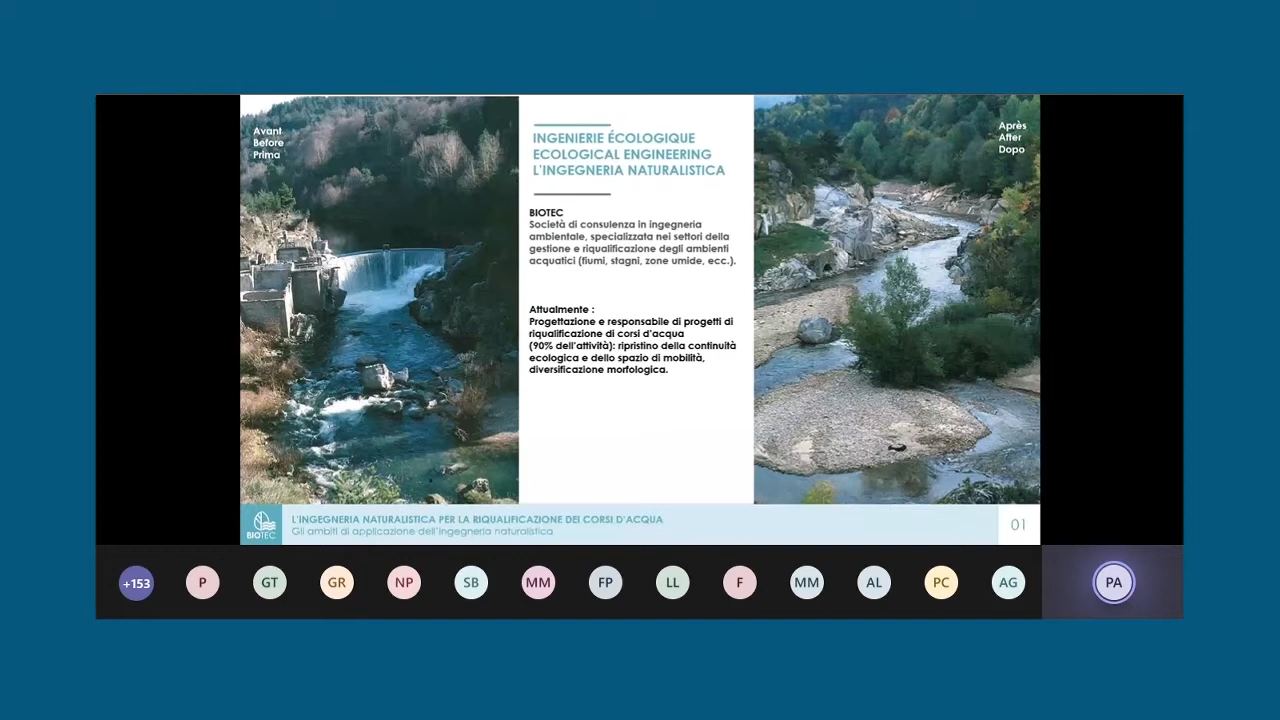 Avant
Before
Prima
INGENIERIE ÉCOLOGIQUE
ECOLOGICAL ENGINEERING
L'INGEGNERIA NATURALISTICA
BIOTEC
Società di consulenza in ingegneria
ambientale, specializzata nei settori della
gestione e riqualificazione degli ambienti
acquatici (fiumi, stagni, zone umide, ecc.).
Attualmente :
Progettazione e responsabile di progetti di
riqualificazione di corsi d'acqua
(90% dell'attività): ripristino della continuità
ecologica e dello spazio di mobilità,
diversificazione morfologica.
Après
After
Dopo
BIOTEC
L'INGEGNERIA NATURALISTICA PER LA RIQUALIFICAZIONE DEI CORSI D'ACQUA
Gli ambiti di applicazione dell'ingegneria naturalistica
01
+153 P GT GR NP SB MM FP LL F MM AL PC AG PA